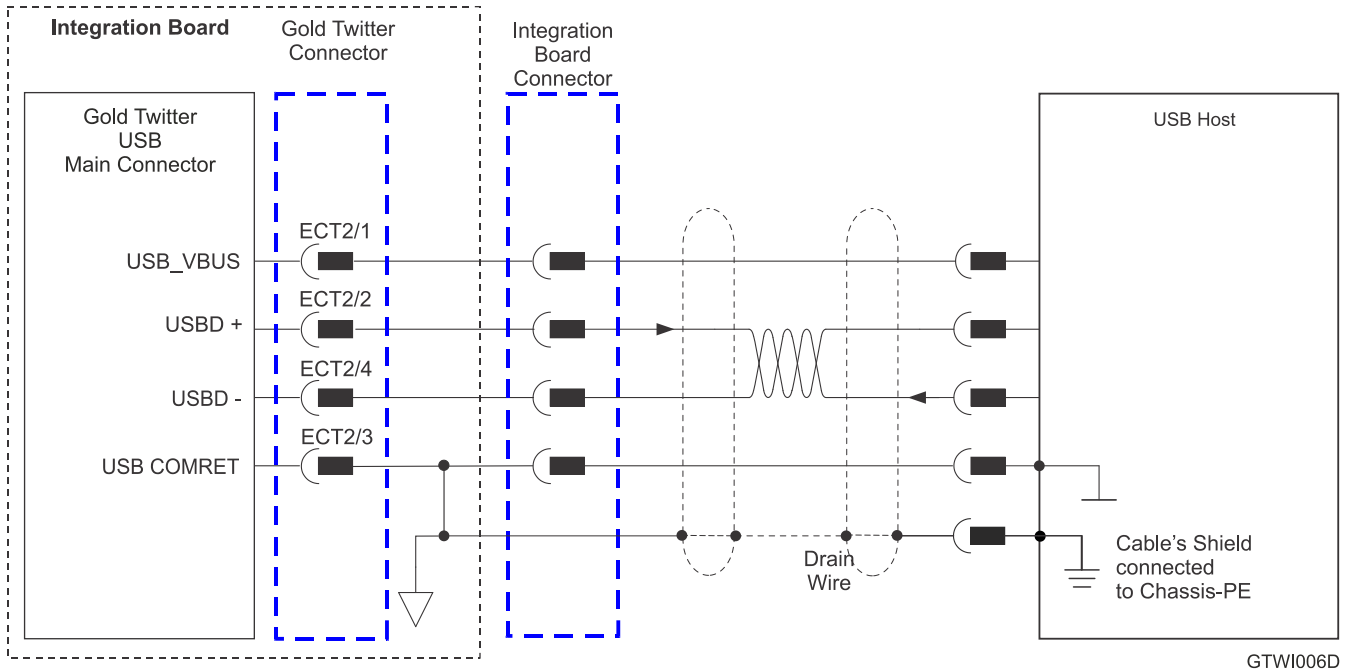 Integration Board
Gold Twitter
Connector
Integration
Board
Connector
Gold Twitter
USB
Main Connector
USB Host
ECT2/1
USB_VBUS
ECT2/2
USBD +
ECT2/4
USBD -
ECT2/3
USB COMRET
Drain
Wire
Cable's Shield
connected
to Chassis-PE
GTWI006D